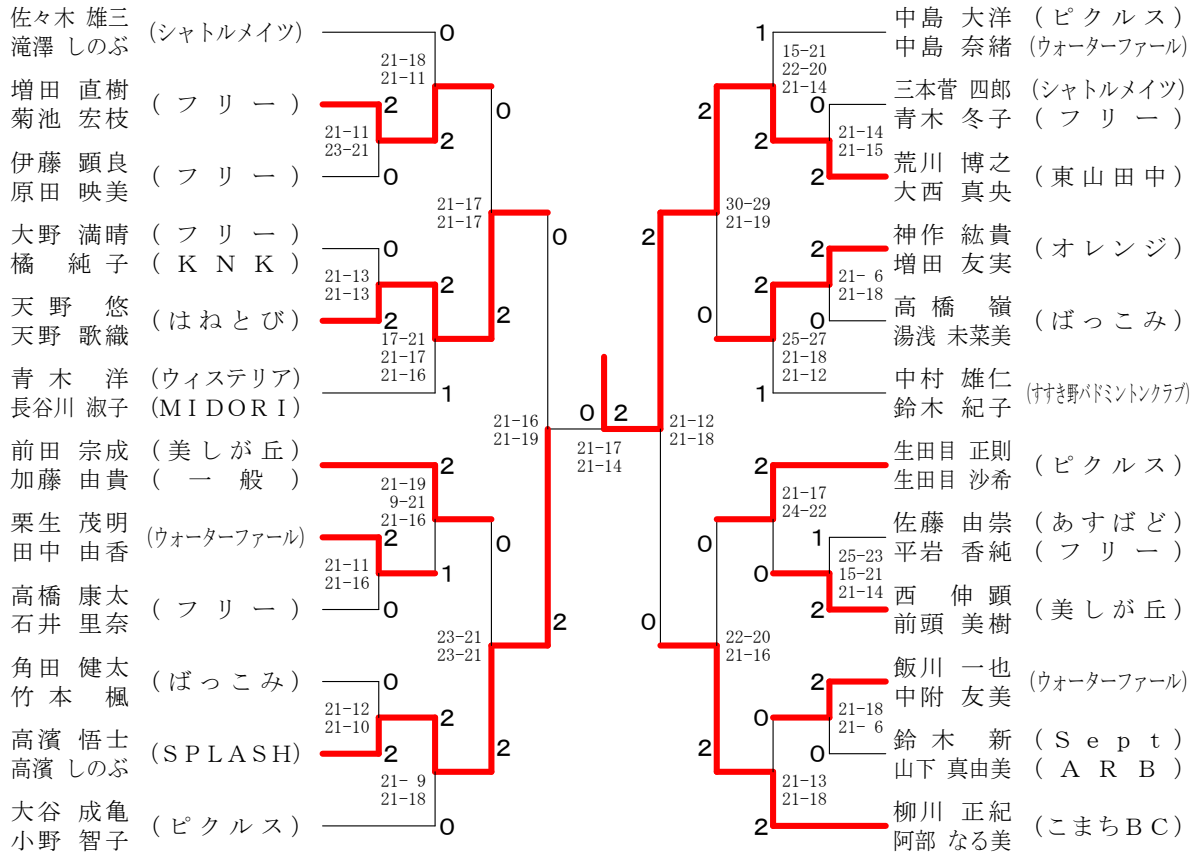 佐々木 雄三
滝澤 しのぶ
(シャトルメイツ)
0
21-18
21-11
増田 直樹
菊池 宏枝
(フリー)
2
2
0
21-11
23-21
伊藤 顕良
原田 映美
(フリー)
0
21-17
21-17
0
大野 満晴 (フリー)
橘 純子 (KNK)
0
21-13
21-13
2
天野 悠
天野 歌織
(はねとび)
2
2
17-21
21-17
21-16
青木 洋 (ウィステリア)
長谷川 淑子 (MIDORI)
1
21-16
21-19
前田 宗成 (美しが丘)
加藤 由貴 (一般)
2
21-19
9-21
21-16
栗生 茂明
田中 由香
(ウォーターファール)
2
0
21-11
21-16
1
高橋 康太
石井 里奈
(フリー)
0
23-21
23-21
2
角田 健太
竹本 楓
(ばっこみ)
0
21-12
21-10
2
高濱 悟士
高濱 しのぶ
(SPLASH)
2
2
21- 9
21-18
大谷 成亀
小野 智子
(ピクルス)
0
0 2
21-17
21-14
1
中島 大洋 (ピクルス)
中島 奈緒 (ウォーターファール)
15-21
22-20
21-14
2
0
三本菅 四郎 (シャトルメイツ)
青木 冬子 (フリー)
21-14
21-15
2
2
荒川 博之
大西 真央
(東山田中)
30-29
21-19
2
2
神作 紘貴
増田 友実
(オレンジ)
21- 6
21-18
0
2
0
高橋 嶺
湯浅 未菜美
(ばっこみ)
25-27
21-18
21-12
1
中村 雄仁
鈴木 紀子
(すすき野バドミントンクラブ)
21-12
21-18
2
生田目 正則
生田目 沙希
(ピクルス)
21-17
24-22
0
1
佐藤 由崇 (あすばど)
平岩 香純 (フリー)
25-23
15-21
21-14
0
2
西 伸顕
前頭 美樹
(美しが丘)
0
22-20
21-16
2
飯川 一也
中附 友美
(ウォーターファール)
0
21-18
21- 6
2
0
鈴木 新 (Sept)
山下 真由美 (ARB)
21-13
21-18
2
柳川 正紀
阿部 なる美
(こまちBC)